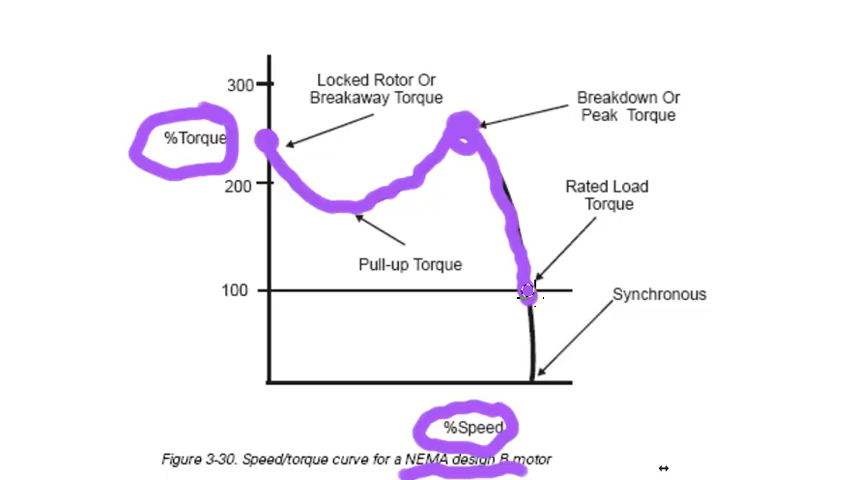 300
Locked Rotor Or
Breakaway Torque
Breakdown Or
Peak Torque
%Torque
200
Rated Load
Torque
Pull-up Torque
100
Synchronous
%Speed
Figure 3-30. Speed/torque curve for a NEMA design B motor